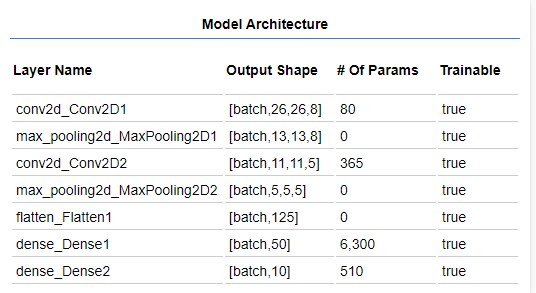 Model Architecture
Layer Name Output Shape # Of Params Trainable
conv2d_Conv2D1 [batch,26,26,8] 80 true
max_pooling2d_MaxPooling2D1 [batch,13,13,8] 0 true
conv2d_Conv2D2 [batch,11,11,5] 365 true
max_pooling2d_MaxPooling2D2 [batch,5,5,5] 0 true
flatten_Flatten1 [batch,125] 0 true
dense_Dense1 [batch,50] 6,300 true
dense_Dense2 [batch,10] 510 true